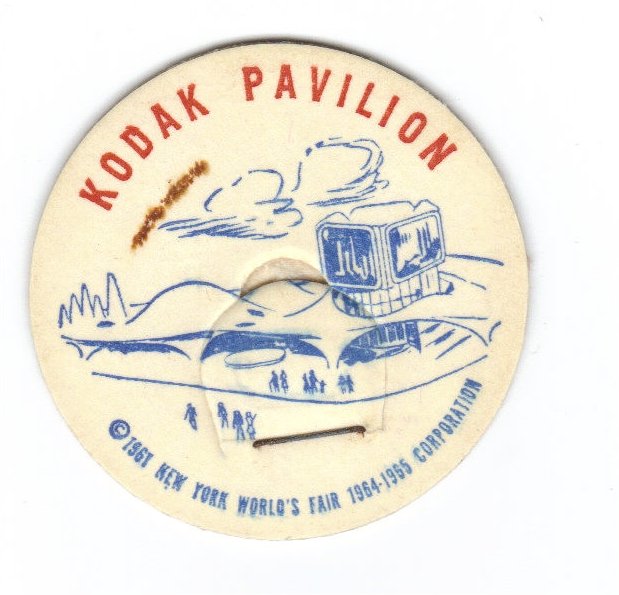 KODAK PAVILION
© 1961 NEW YORK WORLD'S FAIR 1964-1965 CORPORATION